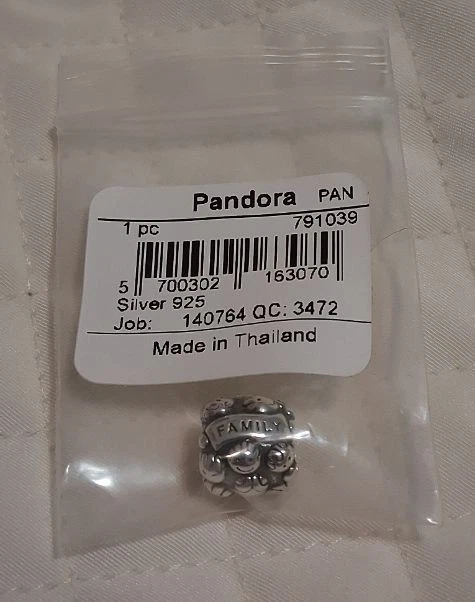 Pandora PAN
1 pc 791039
5 700302 163070
Silver 925
Job: 140764 QC: 3472
Made in Thailand
FAMILY